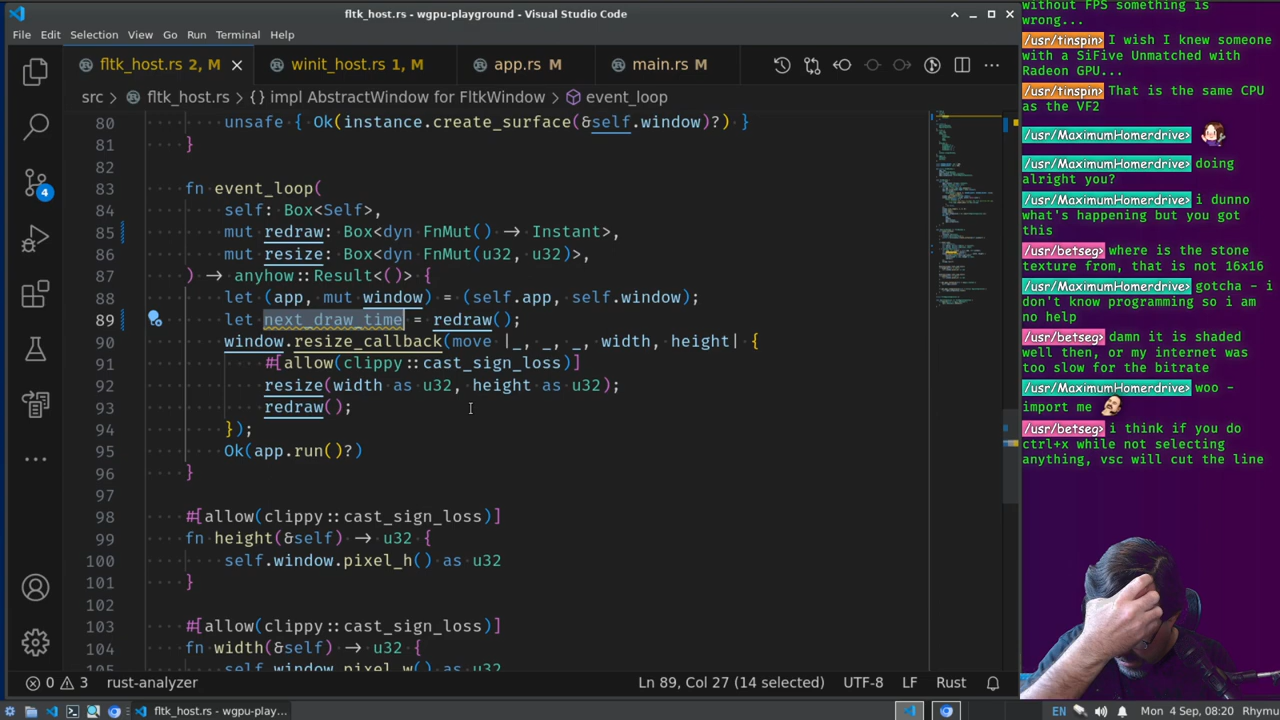 fltk_host.rs - wgpu-playground - Visual Studio Code
File Edit Selection View Go Run Terminal Help
fltk_host.rs 2, M
winit_host.rs 1, M
app.rs M
main.rs M
src > fltk_host.rs > {} impl AbstractWindow for FltkWindow > event_loop
80 unsafe { Ok(instance.create_surface(&self.window)?) }
81 }
82
83 fn event_loop(
84 self: Box<Self>,
85 mut redraw: Box<dyn FnMut() → Instant>,
86 mut resize: Box<dyn FnMut(u32, u32)>,
87 ) → anyhow::Result<()> {
88 let (app, mut window) = (self.app, self.window);
89 let next_draw_time = redraw();
90 window.resize_callback(move |_, _, _, width, height| {
91 #[allow(clippy::cast_sign_loss)]
92 resize(width as u32, height as u32);
93 redraw();
94 });
95 Ok(app.run()?)
96 }
97
98 #[allow(clippy::cast_sign_loss)]
99 fn height(&self) → u32 {
100 self.window.pixel_h() as u32
101 }
102
103 #[allow(clippy::cast_sign_loss)]
104 fn width(&self) → u32 {
105 self.window.pixel_w() as u32
4
0 3 rust-analyzer Ln 89, Col 27 (14 selected) UTF-8 LF Rust
fltk_host.rs - wgpu-play...
EN Mon 4 Sep, 08:20 Rhymu
without FPS something is
wrong...
/usr/tinspin> I wish I knew someone
with a SiFive Unmatched with
Radeon GPU...
/usr/tinspin> That is the same CPU
as the VF2
/usr/MaximumHomerdrive>
/usr/MaximumHomerdrive> doing
alright you?
/usr/MaximumHomerdrive> i dunno
what's happening but you got
this
/usr/betseg> where is the stone
texture from, that is not 16x16
/usr/MaximumHomerdrive> gotcha - i
don't know programming so i am
no help
/usr/betseg> damn it is shaded
well then, or my internet was
too slow for the bitrate
/usr/MaximumHomerdrive> woo -
import me
/usr/betseg> i think if you do
ctrl+x while not selecting
anything, vsc will cut the line